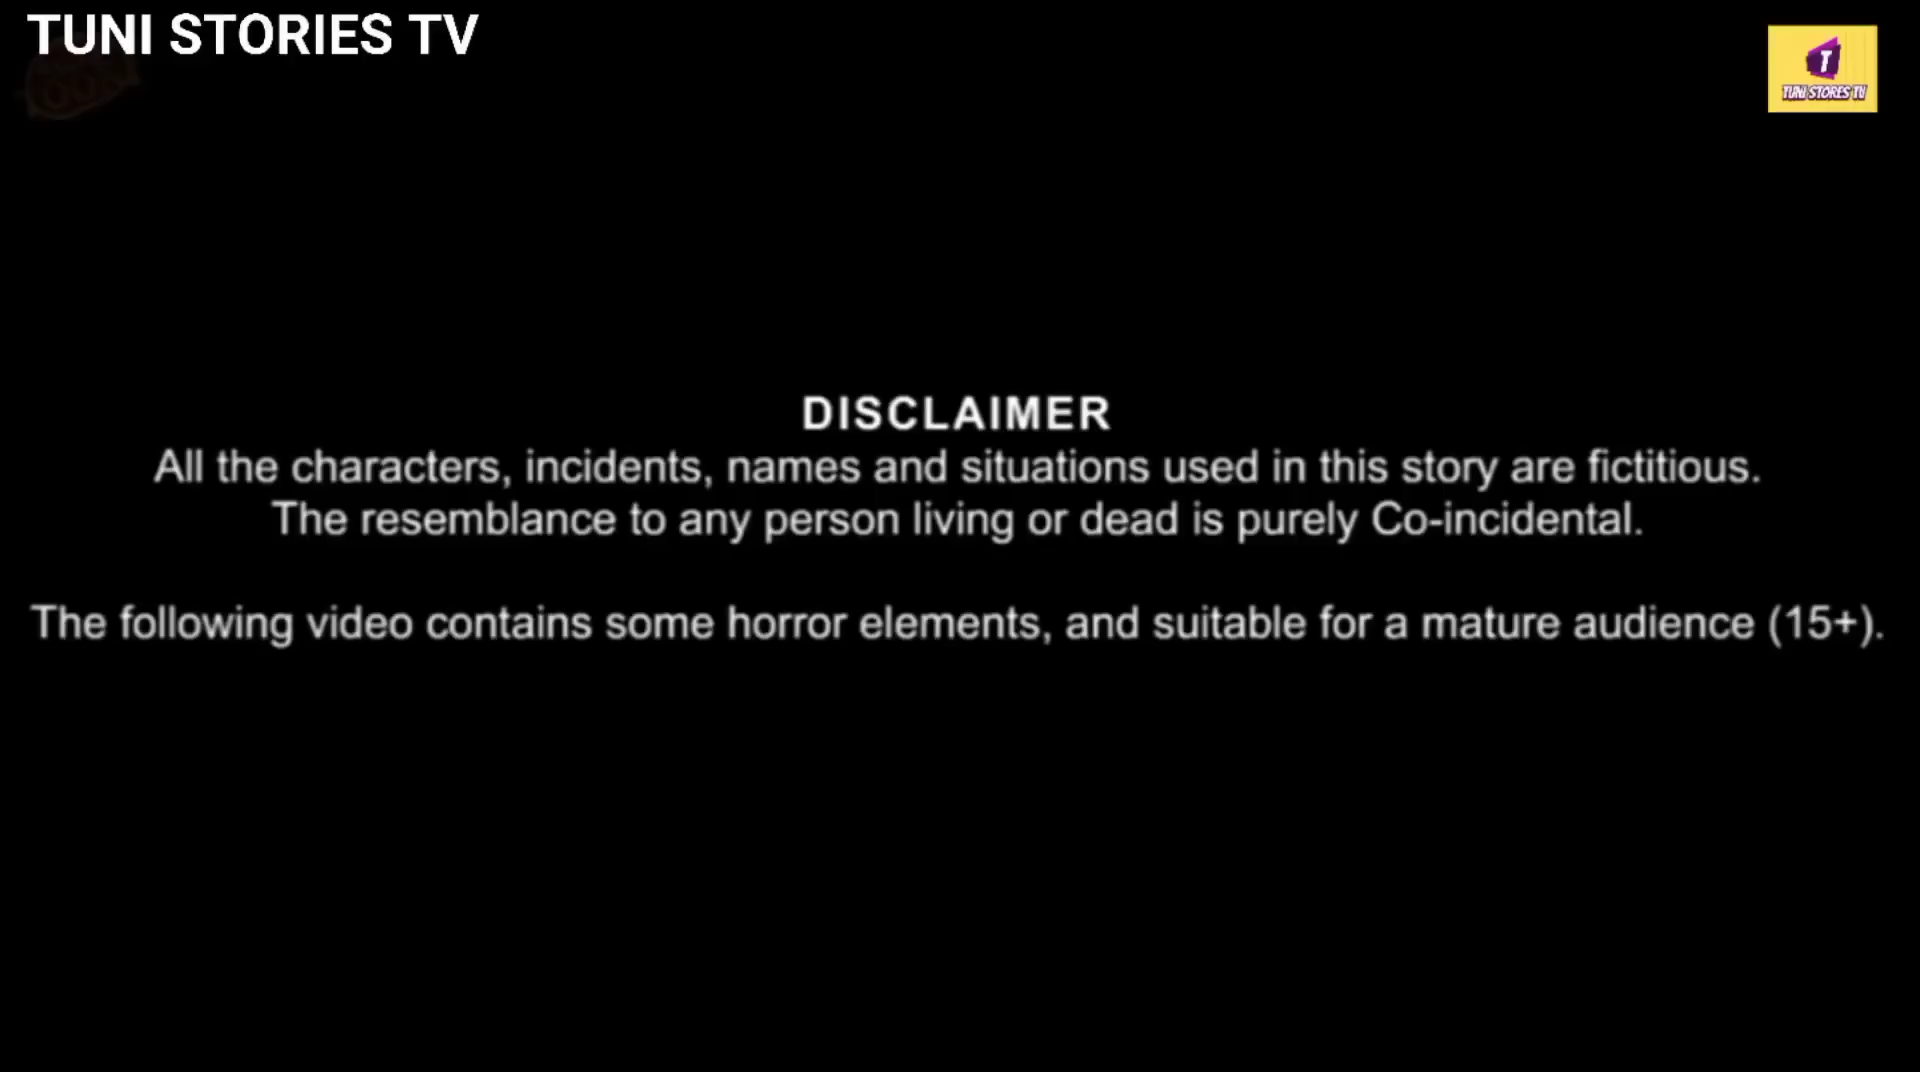 TUNI STORIES TV
T
TUNI STORES TV
DISCLAIMER
All the characters, incidents, names and situations used in this story are fictitious.
The resemblance to any person living or dead is purely Co-incidental.
The following video contains some horror elements, and suitable for a mature audience (15+).